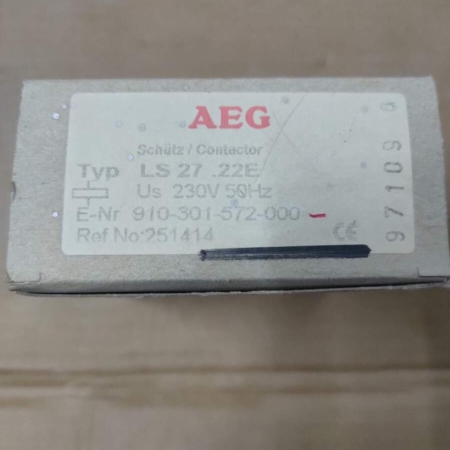 AEG
Schütz / Contactor
Typ LS 27 .22E
Us 230V 50Hz
E-Nr 910-301-572-000
Ref No:251414
CE